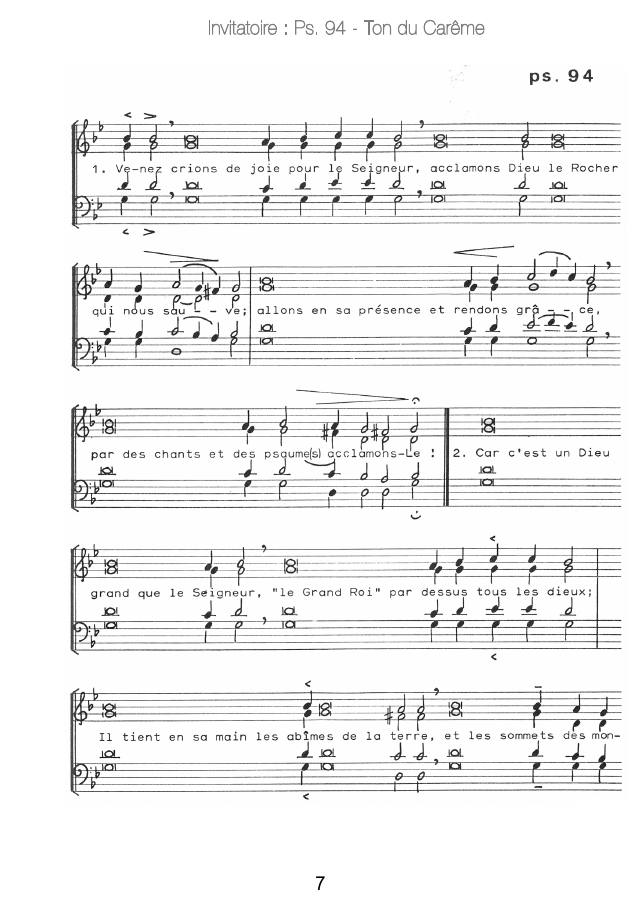 Invitatoire : Ps. 94 - Ton du Carême
ps. 94
1. Ve-nez crions de joie pour le Seigneur, acclamons Dieu le Rocher
qui nous sau - - ve; allons en sa présence et rendons grâ - - ce,
par des chants et des psaume(s) acclamons-Le ! 2. Car c'est un Dieu
grand que le Seigneur, "le Grand Roi" par dessus tous les dieux;
Il tient en sa main les abîmes de la terre, et les sommets des mon-
7